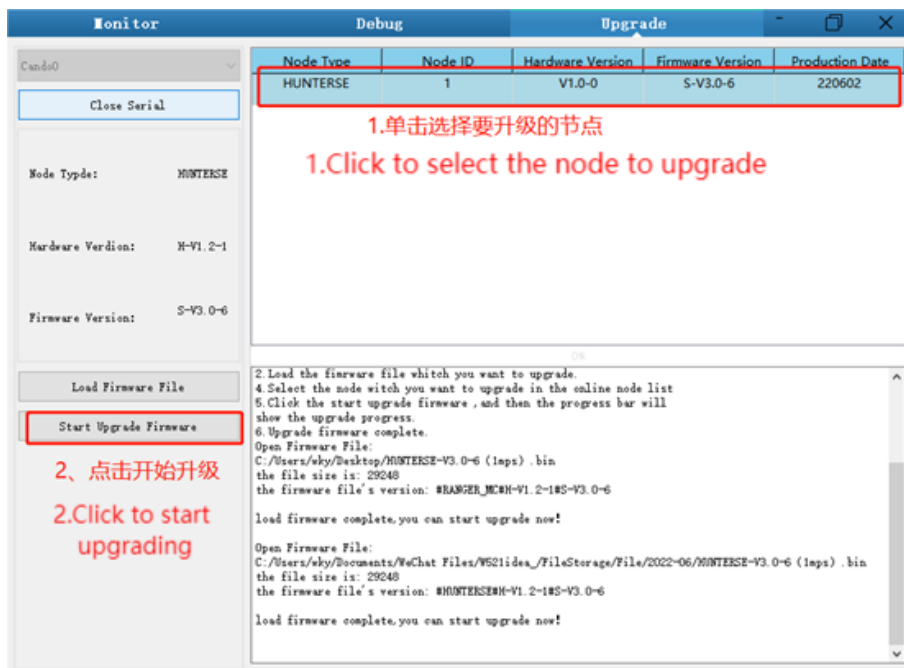 Monitor Debug Upgrade
Cando0
Close Serial
Node Typde: HUNTERSE
Hardware Verdion: H-V1.2-1
Firmware Version: S-V3.0-6
Load Firmware File
Start Upgrade Firmware
2、点击开始升级
2.Click to start
upgrading
Node Type Node ID Hardware Version Firmware Version Production Date
HUNTERSE 1 V1.0-0 S-V3.0-6 220602
1.单击选择要升级的节点
1.Click to select the node to upgrade
0%
2.Load the fimrware file whitch you want to upgrade.
4.Select the node witch you want to upgrade in the online node list
5.Click the start upgrade firmware ,and then the progress bar will
show the upgrade progress.
6.Upgrade firmware complete.
Open Firmware File:
C:/Users/wky/Desktop/HUNTERSE-V3.0-6 (1mps) .bin
the file size is: 29248
the firmware file's version: #RANGER_MC#H-V1.2-1#S-V3.0-6
load firmware complete,you can start upgrade now!
Open Firmware File:
C:/Users/wky/Documents/WeChat Files/W521idea_/FileStorage/File/2022-06/HUNTERSE-V3.0-6 (1mps) .bin
the file size is: 29248
the firmware file's version: #HUNTERSE#H-V1.2-1#S-V3.0-6
load firmware complete,you can start upgrade now!